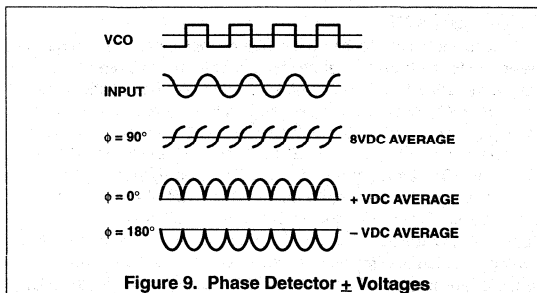 VCO
INPUT
ϕ = 90° 8VDC AVERAGE
ϕ = 0° + VDC AVERAGE
ϕ = 180° – VDC AVERAGE
Figure 9. Phase Detector ± Voltages